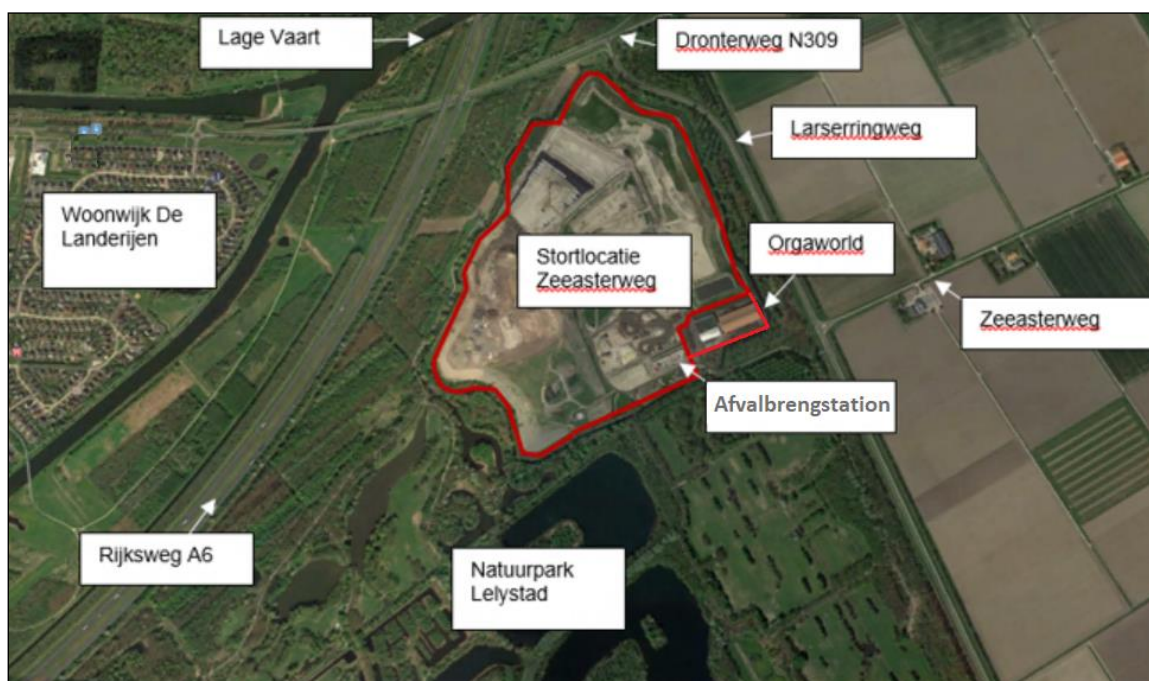 Lage Vaart
Dronterweg N309
Larserringweg
Woonwijk De
Landerijen
Orgaworld
Stortlocatie
Zeeasterweg
Zeeasterweg
Afvalbrengstation
Rijksweg A6
Natuurpark
Lelystad